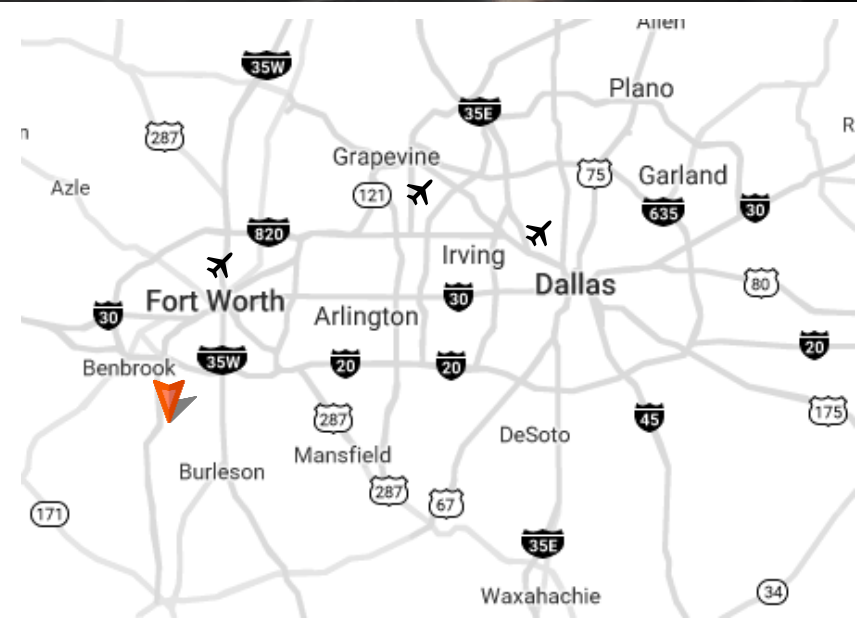 Allen
35W
Plano
35E
287
Grapevine
75
Garland
Azle
121
635
30
820
Irving
Dallas
80
Fort Worth
30
30
Arlington
20
35W
20
20
Benbrook
175
287
45
DeSoto
Mansfield
Burleson
287
67
171
35E
Waxahachie
34